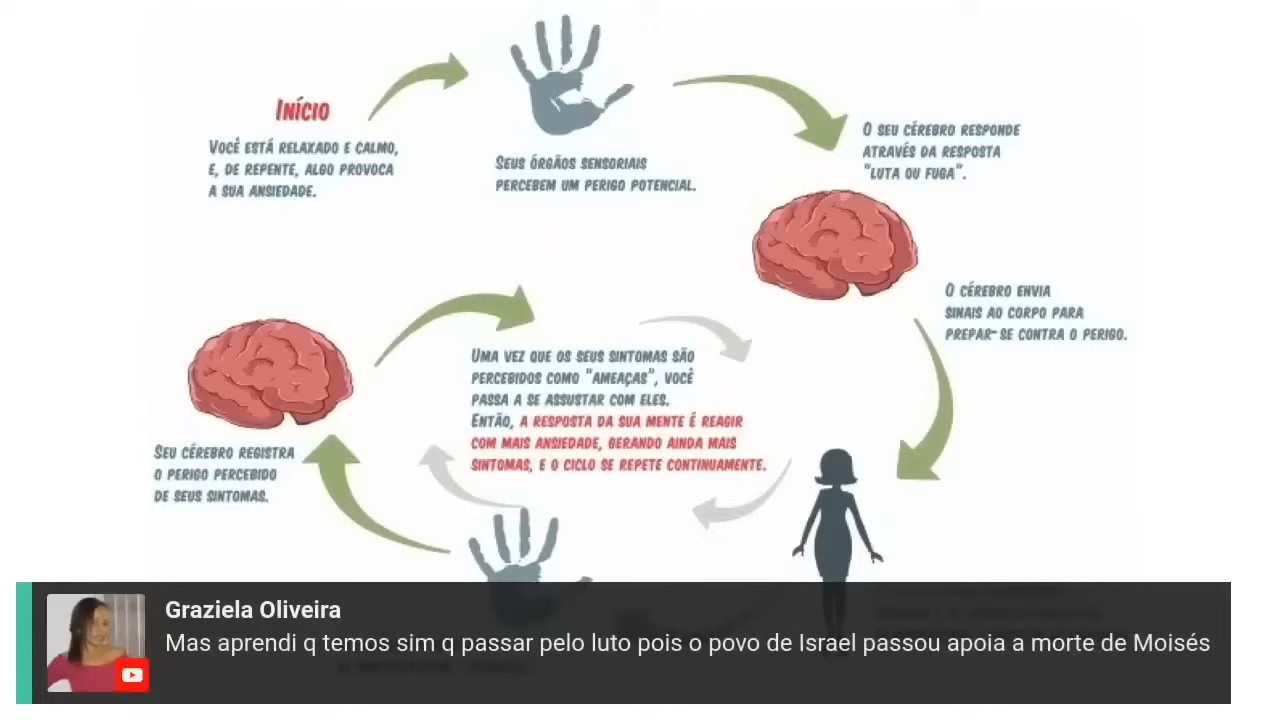 INÍCIO
VOCÊ ESTÁ RELAXADO E CALMO,
E, DE REPENTE, ALGO PROVOCA
A SUA ANSIEDADE.
SEUS ÓRGÃOS SENSORIAIS
PERCEBEM UM PERIGO POTENCIAL.
O SEU CÉREBRO RESPONDE
ATRAVÉS DA RESPOSTA
"LUTA OU FUGA".
O CÉREBRO ENVIA
SINAIS AO CORPO PARA
PREPAR-SE CONTRA O PERIGO.
UMA VEZ QUE OS SEUS SINTOMAS SÃO
PERCEBIDOS COMO "AMEAÇAS", VOCÊ
PASSA A SE ASSUSTAR COM ELES.
ENTÃO, A RESPOSTA DA SUA MENTE É REAGIR
COM MAIS ANSIEDADE, GERANDO AINDA MAIS
SINTOMAS, E O CICLO SE REPETE CONTINUAMENTE.
SEU CÉREBRO REGISTRA
O PERIGO PERCEBIDO
DE SEUS SINTOMAS.
Graziela Oliveira
Mas aprendi q temos sim q passar pelo luto pois o povo de Israel passou apoia a morte de Moisés